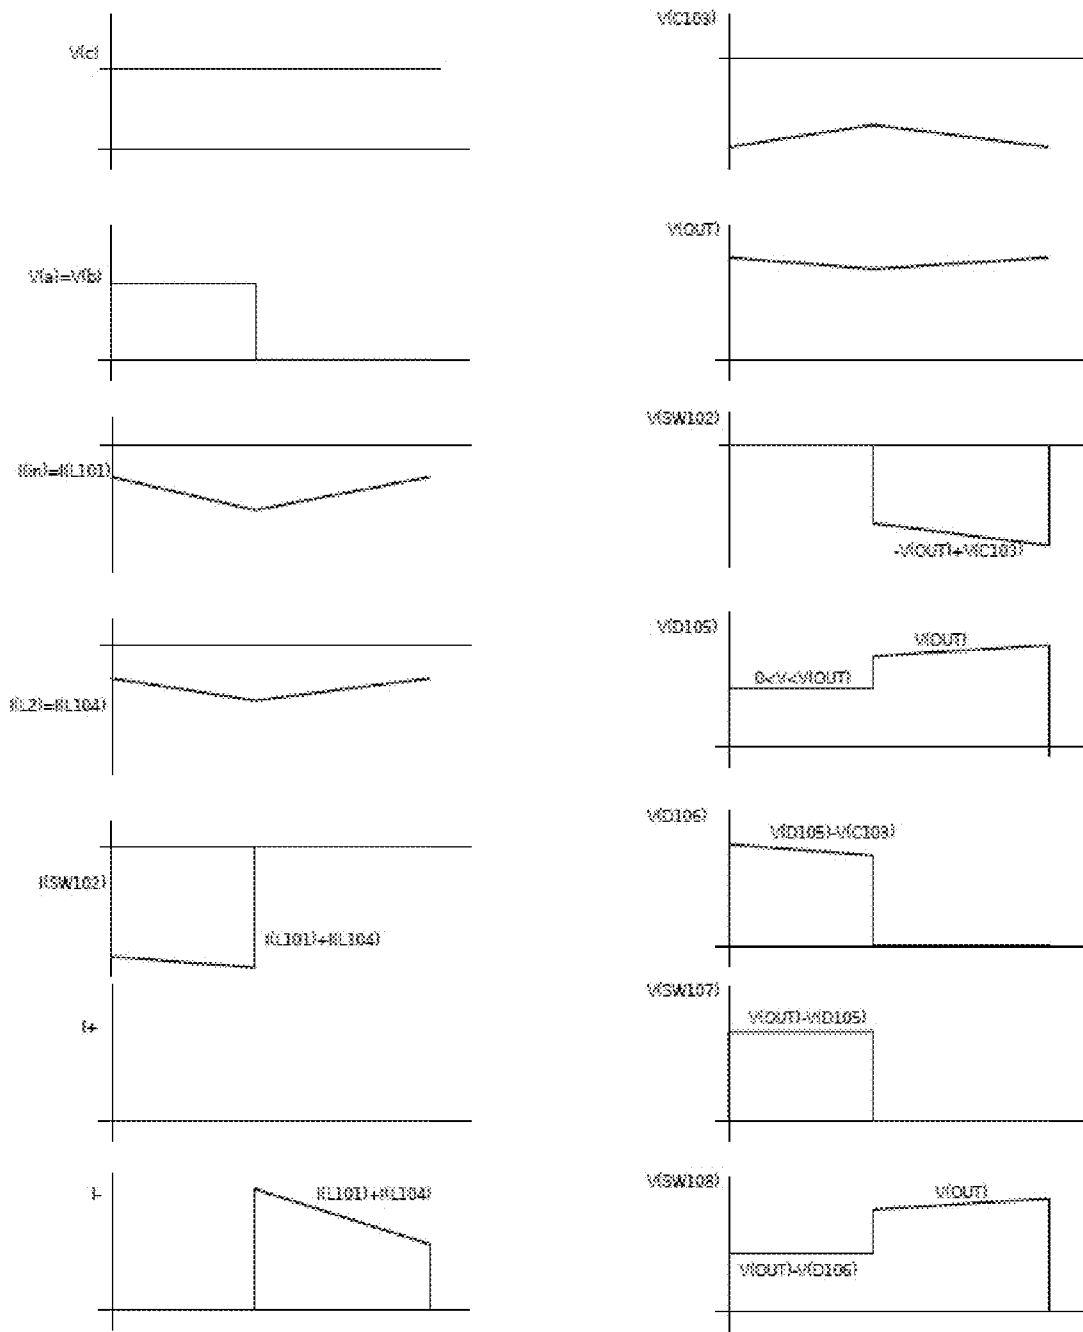 V(c)
V(a)=V(b)
I(in)=I(L101)
I(L2)=I(L104)
I(SW102)
I(L101)+I(L104)
I+
I-
I(L101)+I(L104)
V(C103)
V(OUT)
V(SW102)
-V(OUT)+V(C103)
V(D105)
V(OUT)
0<V<V(OUT)
V(D106)
V(D105)-V(C103)
V(SW107)
V(OUT)-V(D105)
V(SW108)
V(OUT)
V(OUT)-V(D106)